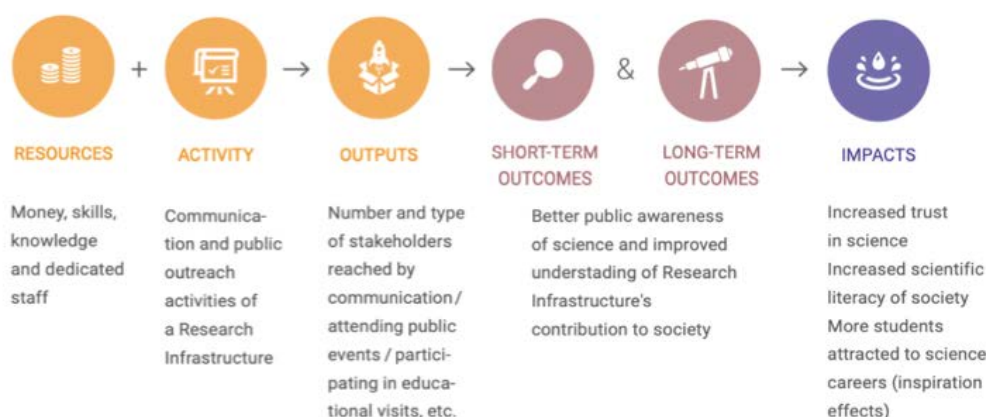 +
&
RESOURCES
ACTIVITY
OUTPUTS
SHORT-TERM
OUTCOMES
LONG-TERM
OUTCOMES
IMPACTS
Money, skills,
knowledge
and dedicated
staff
Communica-
tion and public
outreach
activities of
a Research
Infrastructure
Number and type
of stakeholders
reached by
communication/
attending public
events / partici-
pating in educa-
tional visits, etc.
Better public awareness
of science and improved
understading of Research
Infrastructure's
contribution to society
Increased trust
in science
Increased scientific
literacy of society
More students
attracted to science
careers (inspiration
effects)